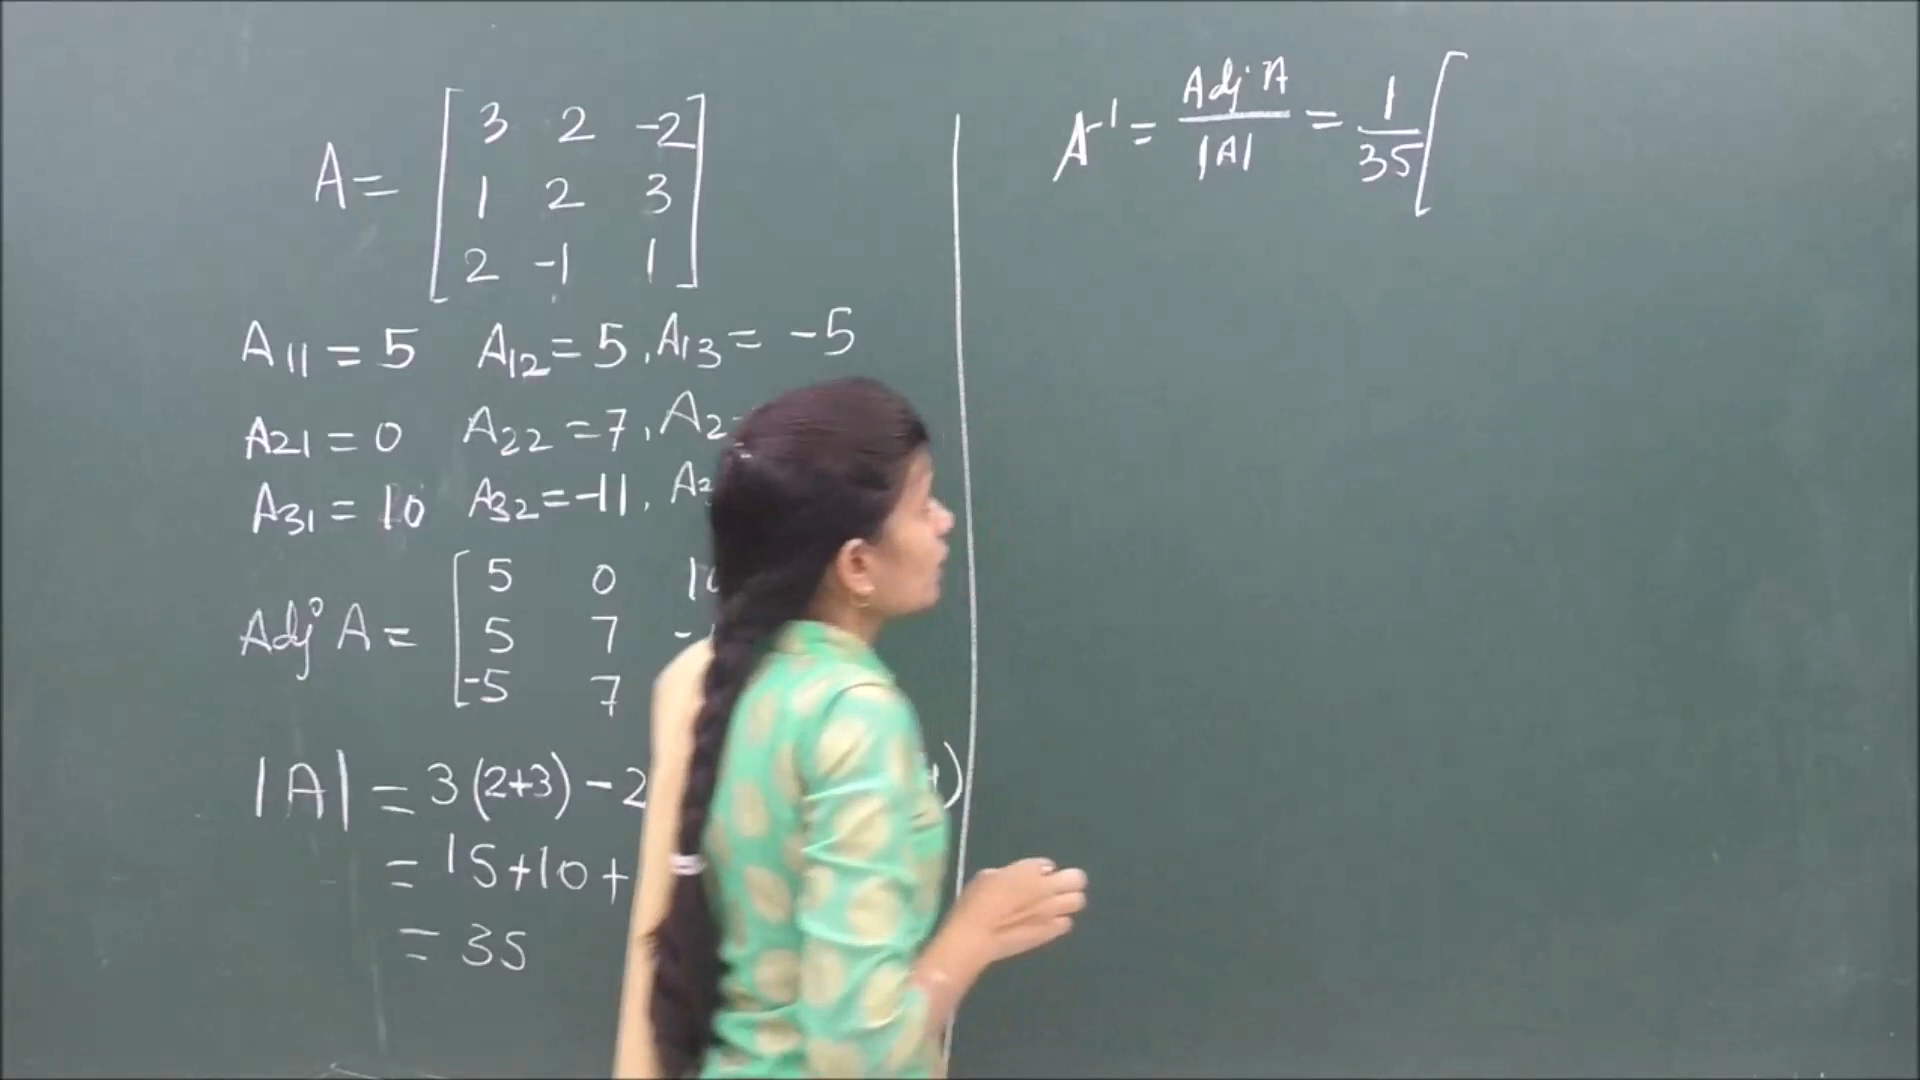 A = [ 3 2 -2
1 2 3
2 -1 1 ]
A11 = 5 A12 = 5, A13 = -5
A21 = 0 A22 = 7, A2
A31 = 10 A32 = -11, A3
Adj A = [ 5 0 10
5 7 -
-5 7
|A| = 3(2+3) - 2 )
= 15+10+
= 35
A⁻¹ = Adj A / |A| = 1/35 [